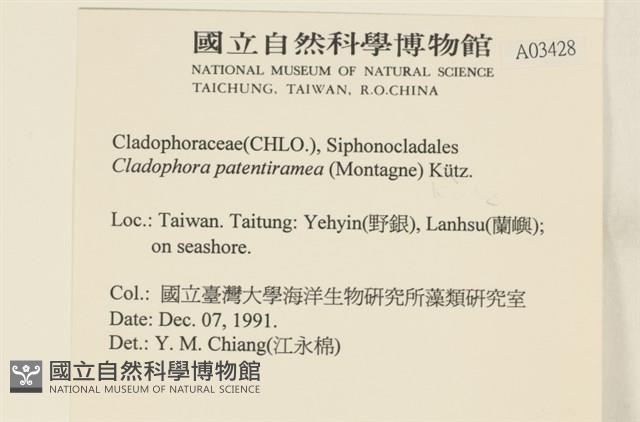 國立自然科學博物館
A03428
NATIONAL MUSEUM OF NATURAL SCIENCE
TAICHUNG, TAIWAN, R.O.CHINA
Cladophoraceae(CHLO.), Siphonocladales
Cladophora patentiramea (Montagne) Kütz.
Loc.: Taiwan. Taitung: Yehyin(野銀), Lanhsu(蘭嶼);
on seashore.
Col.: 國立臺灣大學海洋生物研究所藻類研究室
Date: Dec. 07, 1991.
Det.: Y. M. Chiang(江永棉)
國立自然科學博物館
NATIONAL MUSEUM OF NATURAL SCIENCE